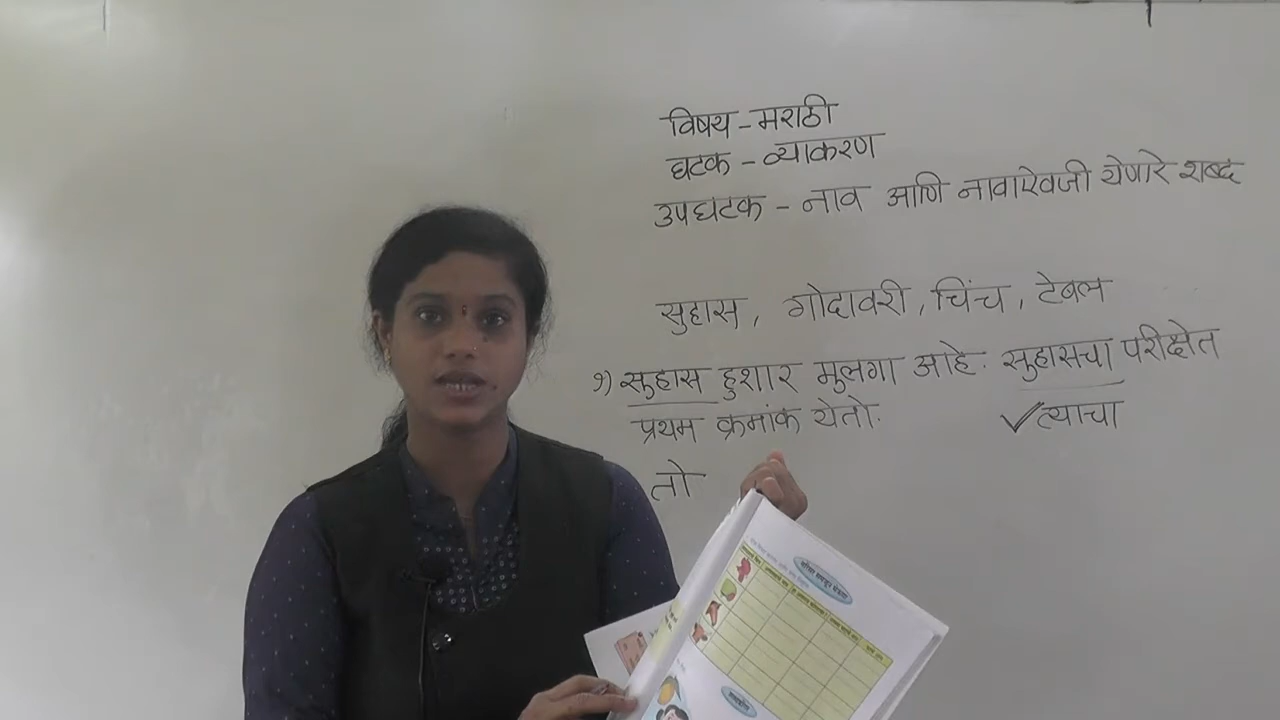 विषय - मराठी
घटक - व्याकरण
उपघटक - नाव आणि नावाऐवजी येणारे शब्द
सुहास, गोदावरी, चिंच, टेबल
१) सुहास हुशार मुलगा आहे. सुहासचा परीक्षेत
प्रथम क्रमांक येतो.
✓त्याचा
तो